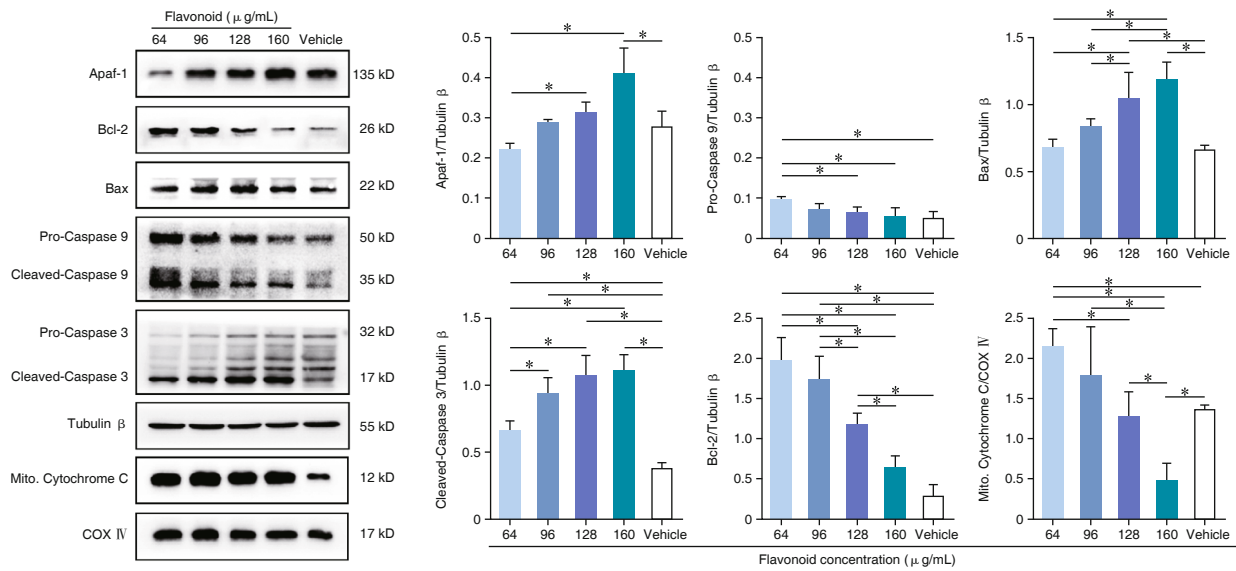 Flavonoid (μg/mL)
64 96 128 160 Vehicle
Apaf-1 135 kD
Bcl-2 26 kD
Bax 22 kD
Pro-Caspase 9 50 kD
Cleaved-Caspase 9 35 kD
Pro-Caspase 3 32 kD
Cleaved-Caspase 3 17 kD
Tubulin β 55 kD
Mito. Cytochrome C 12 kD
COX Ⅳ 17 kD
Apaf-1/Tubulin β
0.5
0.4
0.3
0.2
0.1
0
* * *
64 96 128 160 Vehicle
Pro-Caspase 9/Tubulin β
0.5
0.4
0.3
0.2
0.1
0
* * *
64 96 128 160 Vehicle
Bax/Tubulin β
1.5
1.0
0.5
0
* * * * * *
64 96 128 160 Vehicle
Cleaved-Caspase 3/Tubulin β
1.5
1.0
0.5
0
* * * * * * *
64 96 128 160 Vehicle
Bcl-2/Tubulin β
2.5
2.0
1.5
1.0
0.5
0
* * * * * * * *
64 96 128 160 Vehicle
Mito. Cytochrome C/COX Ⅳ
2.5
2.0
1.5
1.0
0.5
0
* * * * * *
64 96 128 160 Vehicle
Flavonoid concentration (μg/mL)